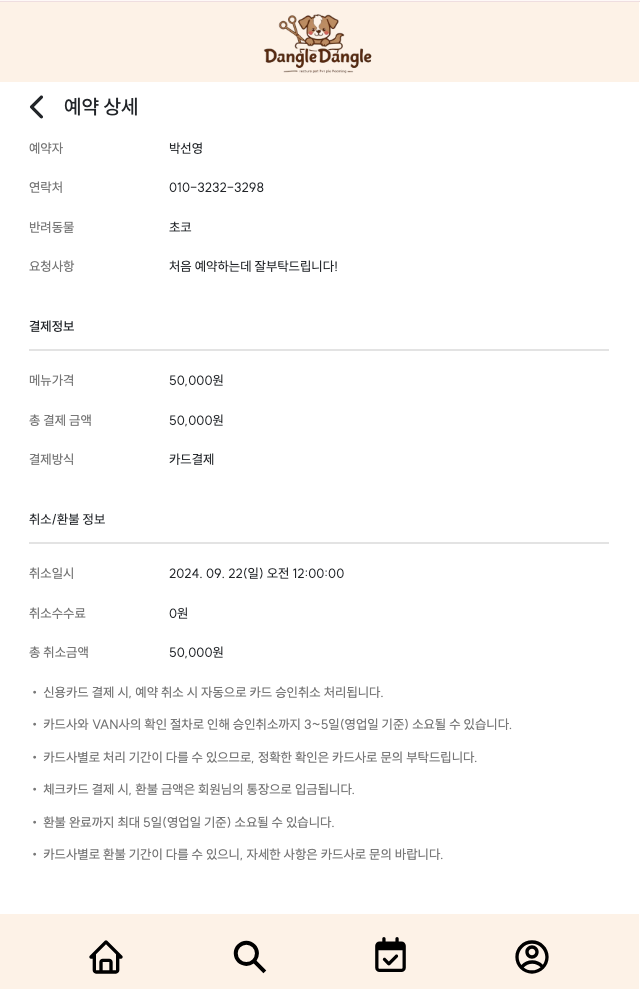 DangleDangle
예약 상세
예약자 박선영
연락처 010-3232-3298
반려동물 초코
요청사항 처음 예약하는데 잘부탁드립니다!
결제정보
메뉴가격 50,000원
총 결제 금액 50,000원
결제방식 카드결제
취소/환불 정보
취소일시 2024. 09. 22(일) 오전 12:00:00
취소수수료 0원
총 취소금액 50,000원
• 신용카드 결제 시, 예약 취소 시 자동으로 카드 승인취소 처리됩니다.
• 카드사와 VAN사의 확인 절차로 인해 승인취소까지 3~5일(영업일 기준) 소요될 수 있습니다.
• 카드사별로 처리 기간이 다를 수 있으므로, 정확한 확인은 카드사로 문의 부탁드립니다.
• 체크카드 결제 시, 환불 금액은 회원님의 통장으로 입금됩니다.
• 환불 완료까지 최대 5일(영업일 기준) 소요될 수 있습니다.
• 카드사별로 환불 기간이 다를 수 있으니, 자세한 사항은 카드사로 문의 바랍니다.